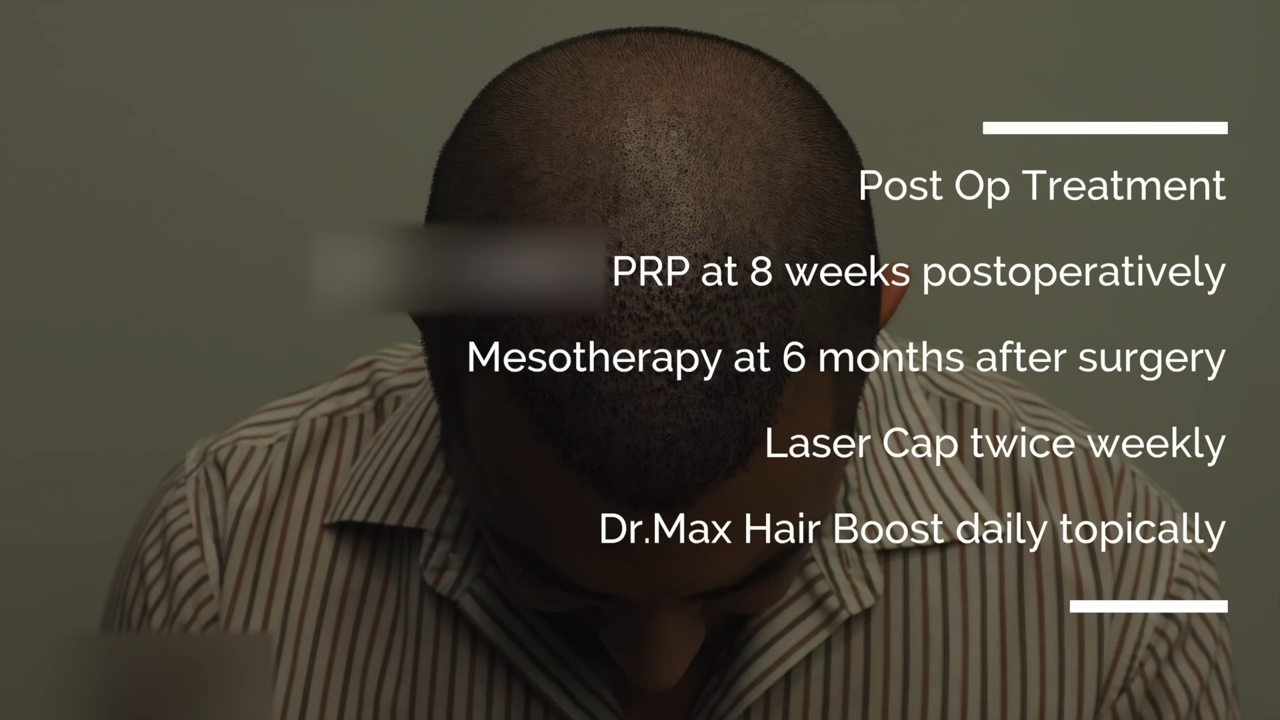 Post Op Treatment
PRP at 8 weeks postoperatively
Mesotherapy at 6 months after surgery
Laser Cap twice weekly
Dr.Max Hair Boost daily topically